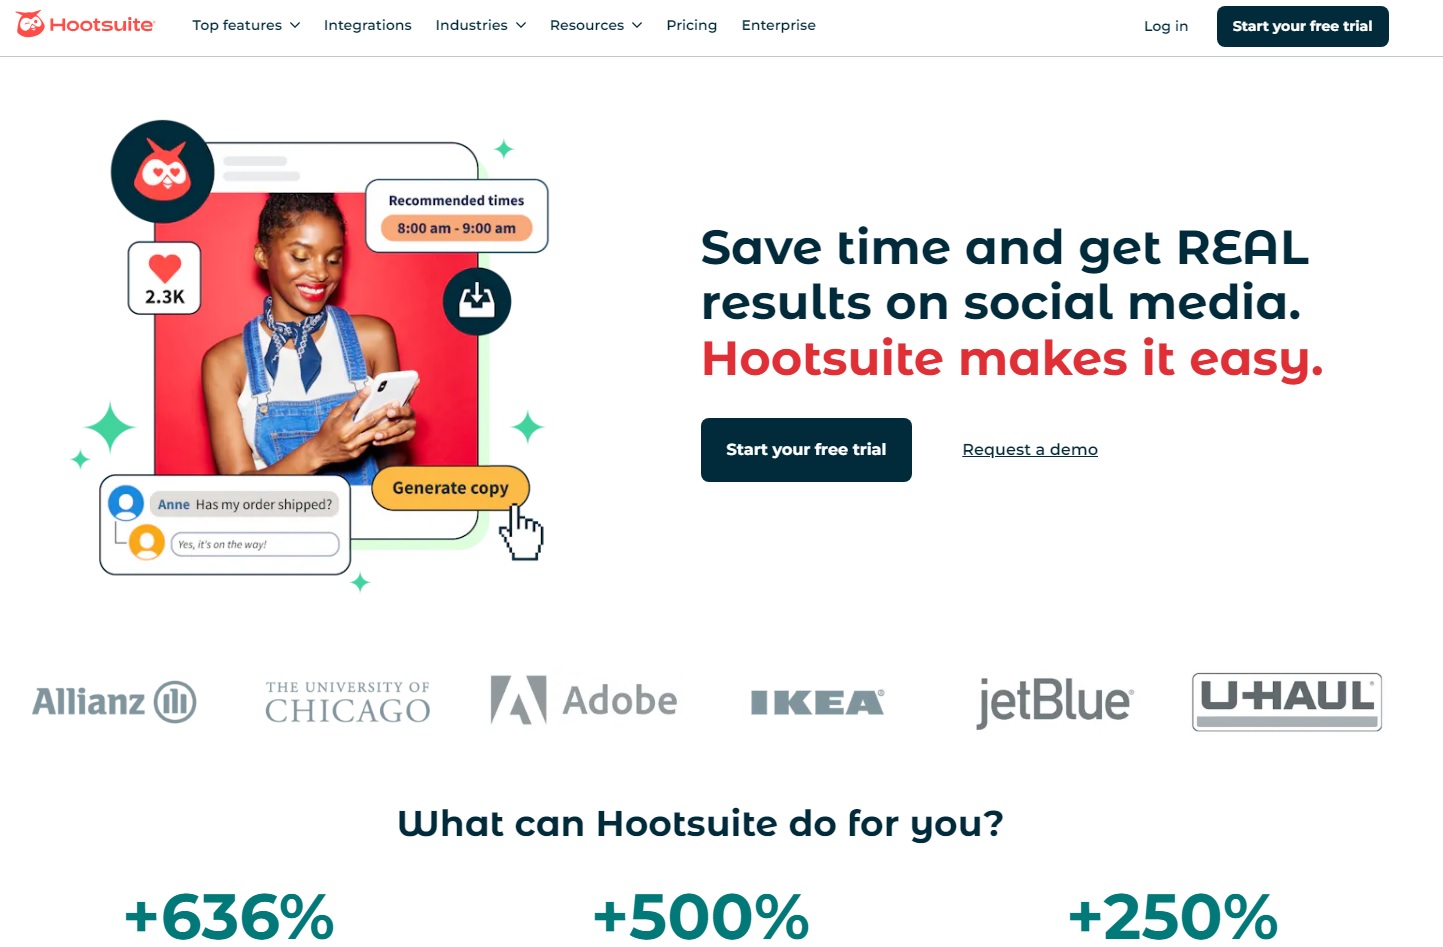 Hootsuite
Top features
Integrations
Industries
Resources
Pricing
Enterprise
Log in
Start your free trial
Recommended times
8:00 am - 9:00 am
2.3K
Generate copy
Anne Has my order shipped?
Yes, it's on the way!
Save time and get REAL
results on social media.
Hootsuite makes it easy.
Start your free trial
Request a demo
Allianz
THE UNIVERSITY OF
CHICAGO
Adobe
IKEA®
jetBlue®
U-HAUL®
What can Hootsuite do for you?
+636%
+500%
+250%